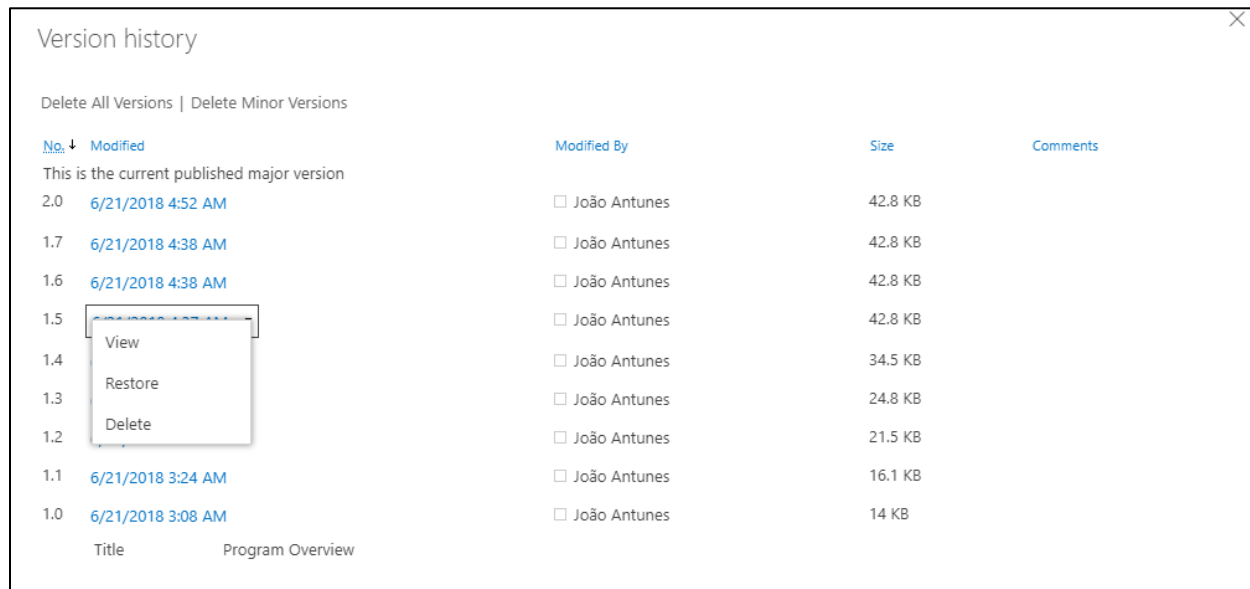 Version history
Delete All Versions | Delete Minor Versions
No. Modified Modified By Size Comments
This is the current published major version
2.0 6/21/2018 4:52 AM João Antunes 42.8 KB
1.7 6/21/2018 4:38 AM João Antunes 42.8 KB
1.6 6/21/2018 4:38 AM João Antunes 42.8 KB
1.5 João Antunes 42.8 KB
View
1.4 João Antunes 34.5 KB
Restore
1.3 João Antunes 24.8 KB
Delete
1.2 João Antunes 21.5 KB
1.1 6/21/2018 3:24 AM João Antunes 16.1 KB
1.0 6/21/2018 3:08 AM João Antunes 14 KB
Title Program Overview